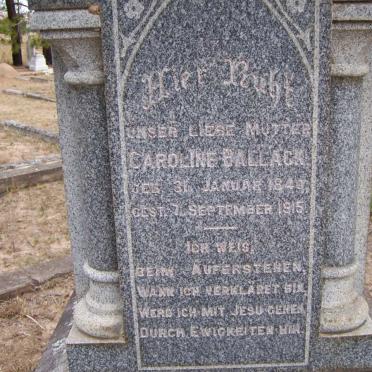 Hier Ruht
UNSER LIEBE MUTTER
CAROLINE BALLACK
GEB. 31. JANUAR 1849
GEST. 7. SEPTEMBER 1915
ICH WEIS,
BEIM AUFERSTEHEN,
WANN ICH VERKLÄRET BIN,
WERD ICH MIT JESU GEHEN
DURCH EWIGKEITEN HIN.